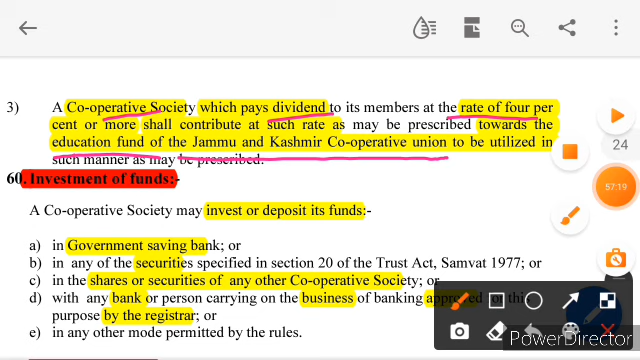 3) A Co-operative Society which pays dividend to its members at the rate of four per
cent or more shall contribute at such rate as may be prescribed towards the
education fund of the Jammu and Kashmir Co-operative union to be utilized in
such manner as may be prescribed.
60. Investment of funds:-
A Co-operative Society may invest or deposit its funds:-
a) in Government saving bank; or
b) in any of the securities specified in section 20 of the Trust Act, Samvat 1977; or
c) in the shares or securities of any other Co-operative Society; or
d) with any bank or person carrying on the business of banking approved for this
purpose by the registrar; or
e) in any other mode permitted by the rules.
24
57:19
PowerDirector